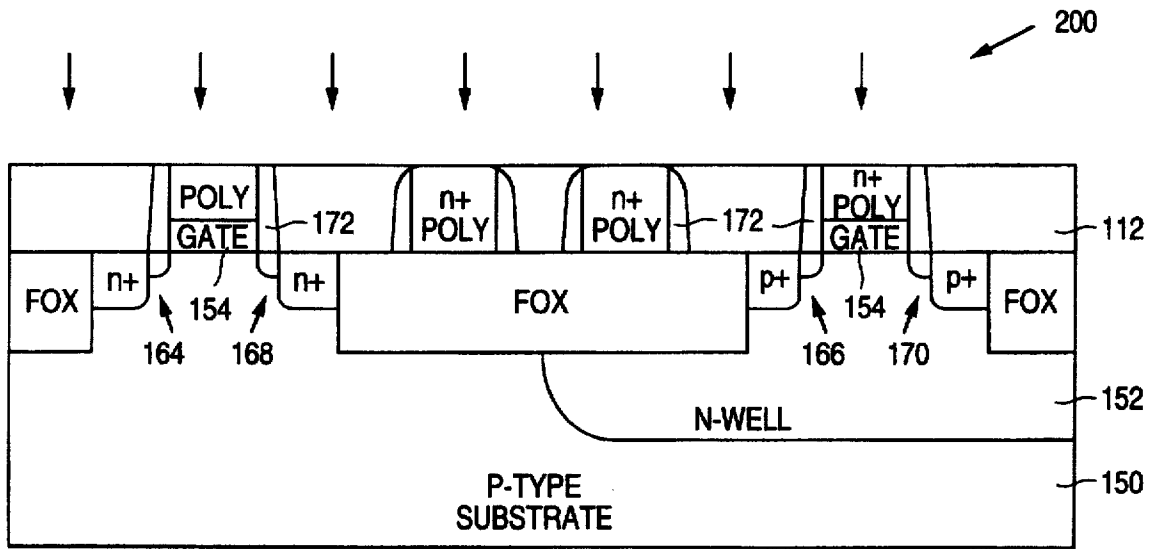 200
POLY
GATE
172
n+
POLY
n+
POLY
172
n+
POLY
GATE
112
FOX
n+
154
n+
FOX
p+
154
p+
FOX
164
168
166
170
152
N-WELL
150
P-TYPE
SUBSTRATE